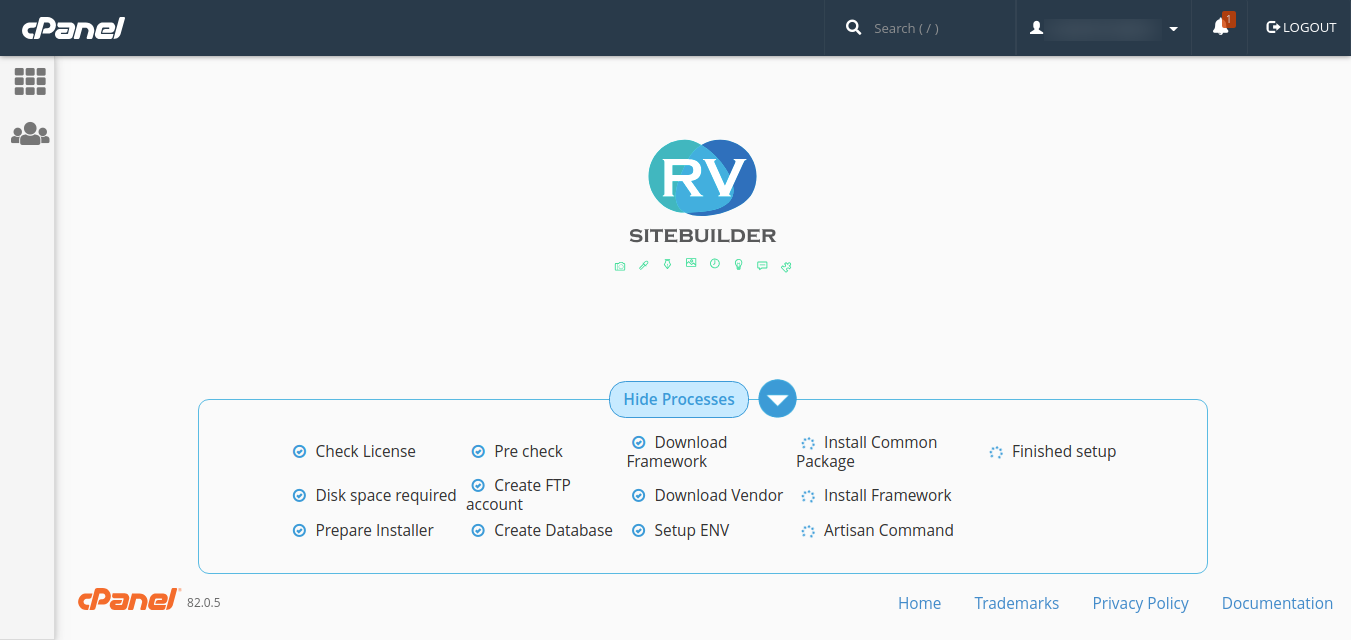 cPanel
Search ( / )
1
LOGOUT
RV
SITEBUILDER
Hide Processes
Check License
Pre check
Download
Framework
Install Common
Package
Finished setup
Disk space required
Create FTP
account
Download Vendor
Install Framework
Prepare Installer
Create Database
Setup ENV
Artisan Command
cPanel 82.0.5
Home Trademarks Privacy Policy Documentation